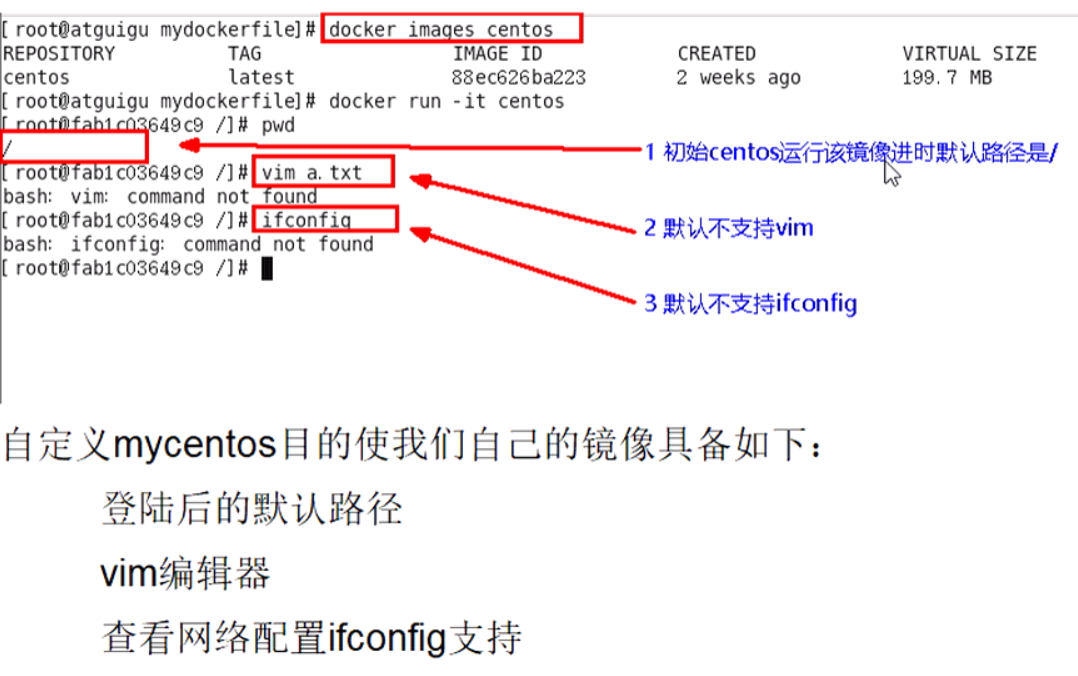 [root@atguigu mydockerfile]# docker images centos
REPOSITORY TAG IMAGE ID CREATED VIRTUAL SIZE
centos latest 88ec626ba223 2 weeks ago 199.7 MB
[root@atguigu mydockerfile]# docker run -it centos
[root@fab1c03649c9 /]# pwd
/
1 初始centos运行该镜像进时默认路径是/
[root@fab1c03649c9 /]# vim a.txt
bash: vim: command not found
2 默认不支持vim
[root@fab1c03649c9 /]# ifconfig
bash: ifconfig: command not found
[root@fab1c03649c9 /]#
3 默认不支持ifconfig
自定义mycentos目的使我们自己的镜像具备如下：
登陆后的默认路径
vim编辑器
查看网络配置ifconfig支持